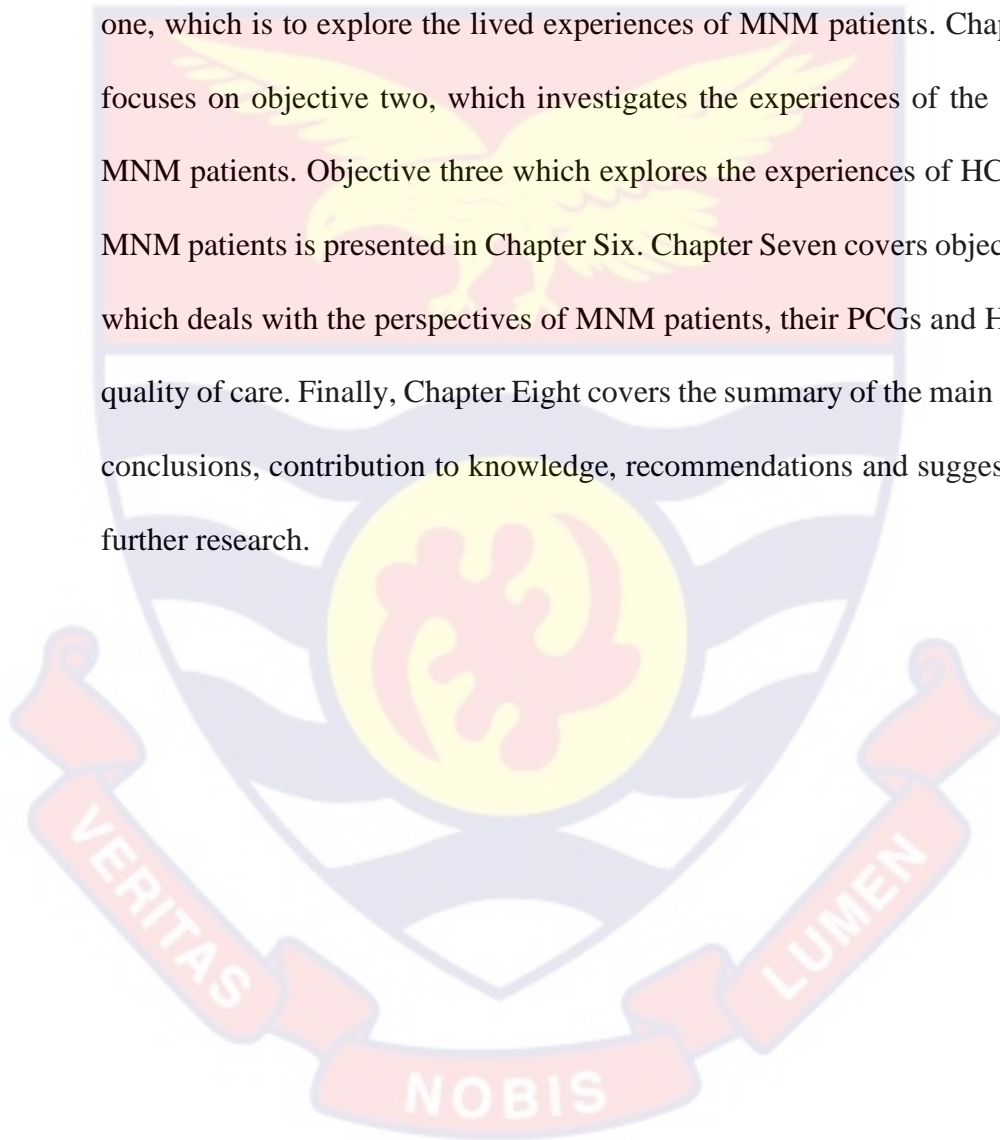 one, which is to explore the lived experiences of MNM patients. Chap
focuses on objective two, which investigates the experiences of the
MNM patients. Objective three which explores the experiences of HC
MNM patients is presented in Chapter Six. Chapter Seven covers objec
which deals with the perspectives of MNM patients, their PCGs and H
quality of care. Finally, Chapter Eight covers the summary of the main
conclusions, contribution to knowledge, recommendations and sugges
further research.
VERITAS
NOBIS
LUMEN